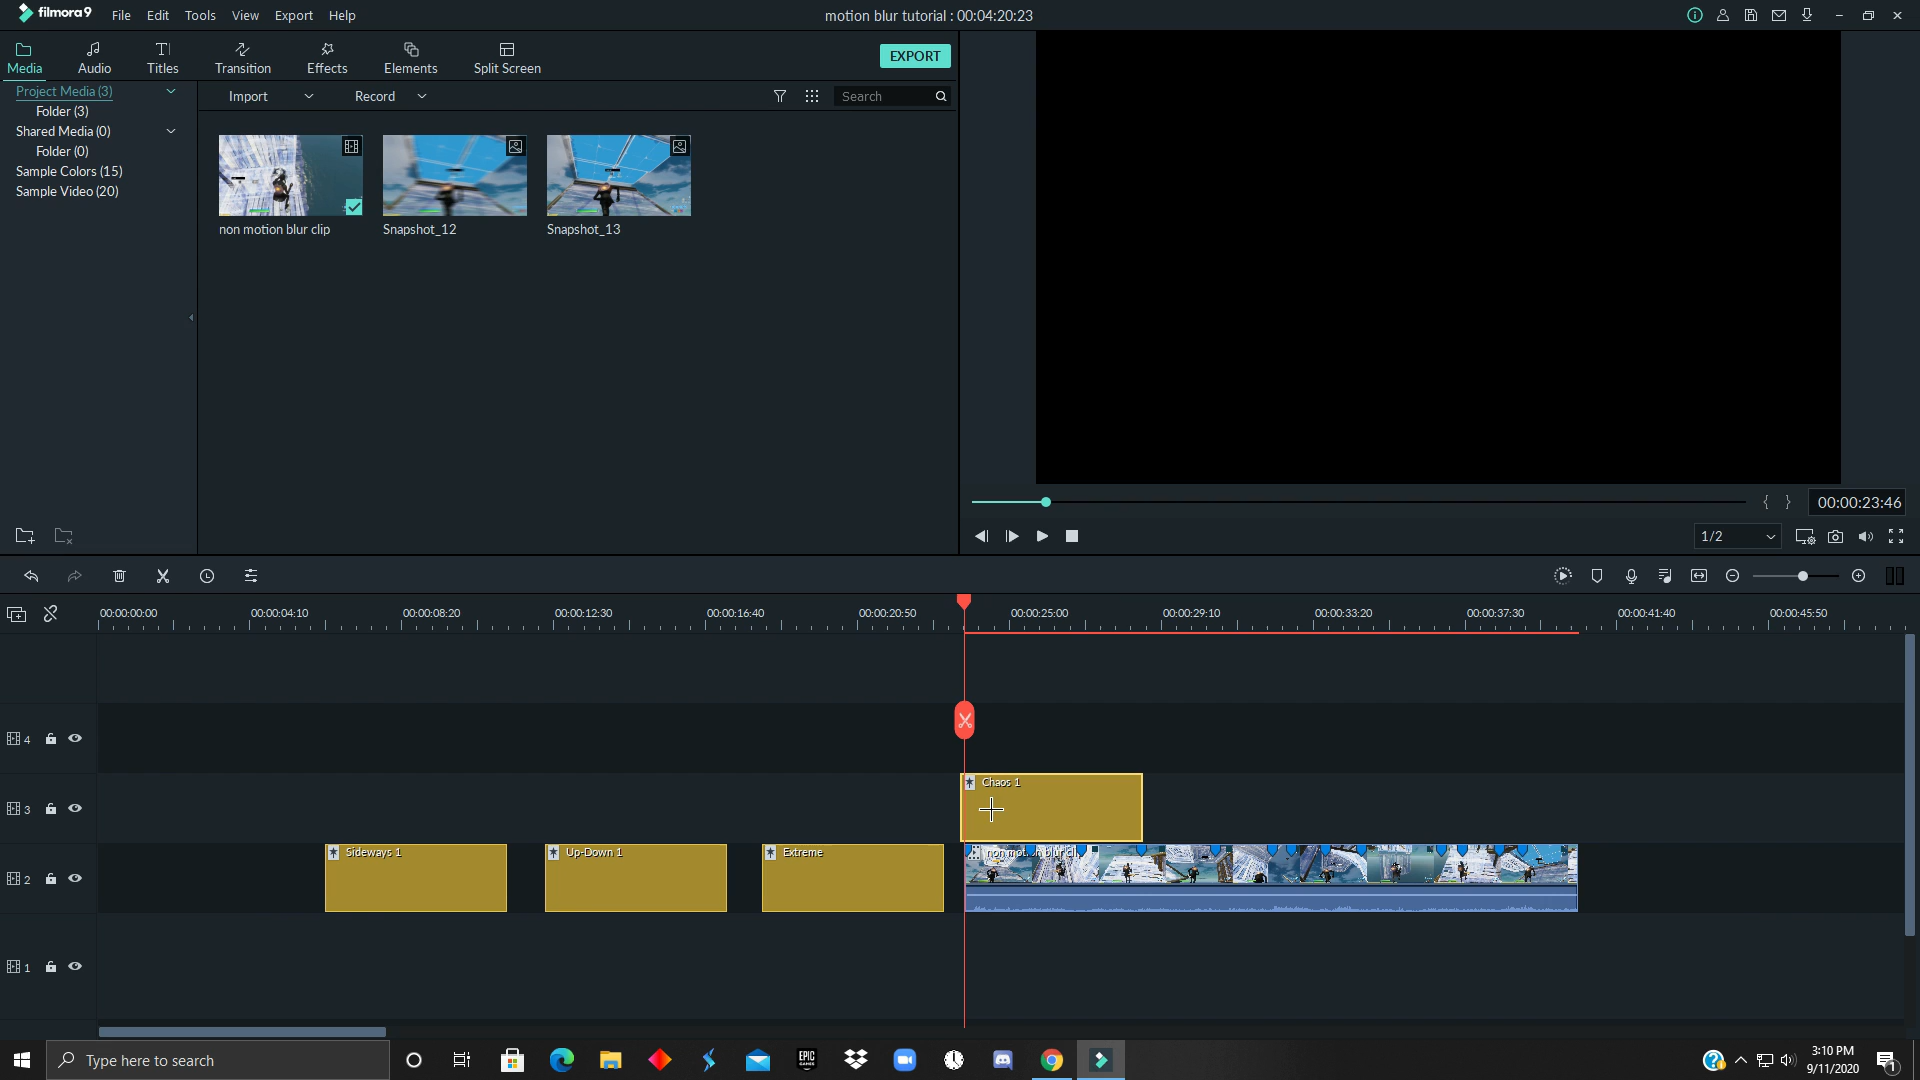 filmora9 File Edit Tools View Export Help
motion blur tutorial : 00:04:20:23
Media Audio Titles Transition Effects Elements Split Screen
EXPORT
Project Media (3)
Folder (3)
Shared Media (0)
Folder (0)
Sample Colors (15)
Sample Video (20)
Import Record Search
non motion blur clip Snapshot_12 Snapshot_13
{ } 00:00:23:46
1/2
00:00:00:00 00:00:04:10 00:00:08:20 00:00:12:30 00:00:16:40 00:00:20:50 00:00:25:00 00:00:29:10 00:00:33:20 00:00:37:30 00:00:41:40 00:00:45:50
4
3
Chaos 1
2
Sideways 1 Up-Down 1 Extreme
1
Type here to search
EPIC GAMES
3:10 PM
9/11/2020
1